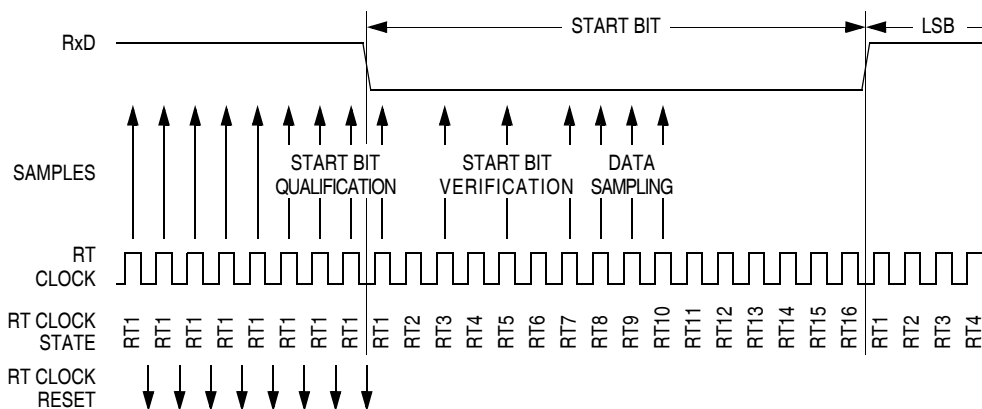 START BIT LSB
RxD
SAMPLES
START BIT
QUALIFICATION
START BIT
VERIFICATION
DATA
SAMPLING
RT
CLOCK
RT CLOCK
STATE
RT1 RT1 RT1 RT1 RT1 RT1 RT1 RT1 RT1 RT2 RT3 RT4 RT5 RT6 RT7 RT8 RT9 RT10 RT11 RT12 RT13 RT14 RT15 RT16 RT1 RT2 RT3 RT4
RT CLOCK
RESET